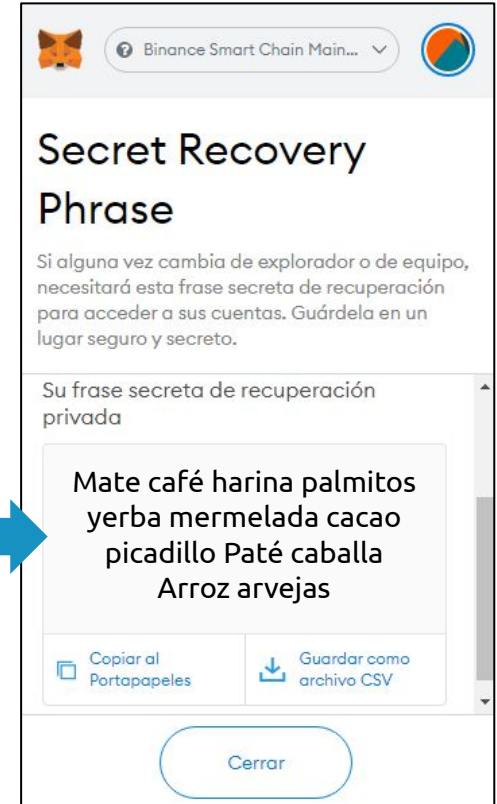 Binance Smart Chain Main...
Secret Recovery
Phrase
Si alguna vez cambia de explorador o de equipo,
necesitará esta frase secreta de recuperación
para acceder a sus cuentas. Guárdela en un
lugar seguro y secreto.
Su frase secreta de recuperación
privada
Mate café harina palmitos
yerba mermelada cacao
picadillo Paté caballa
Arroz arvejas
Copiar al
Portapapeles
Guardar como
archivo CSV
Cerrar